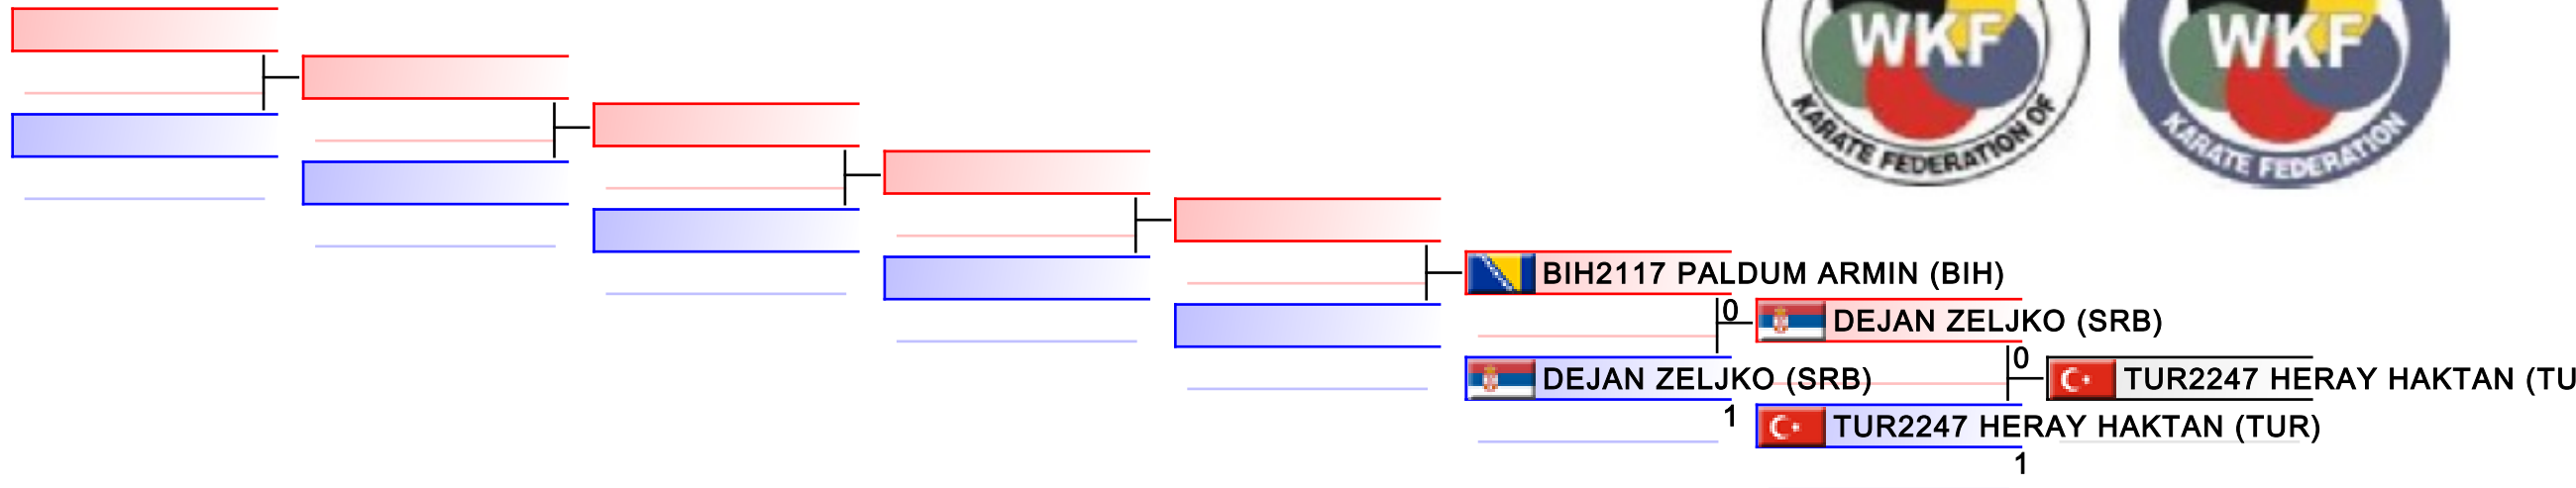 WKF
KARATE FEDERATION OF
WKF
KARATE FEDERATION
BIH2117 PALDUM ARMIN (BIH)
0
DEJAN ZELJKO (SRB)
DEJAN ZELJKO (SRB)
1
0
TUR2247 HERAY HAKTAN (TU
TUR2247 HERAY HAKTAN (TUR)
1